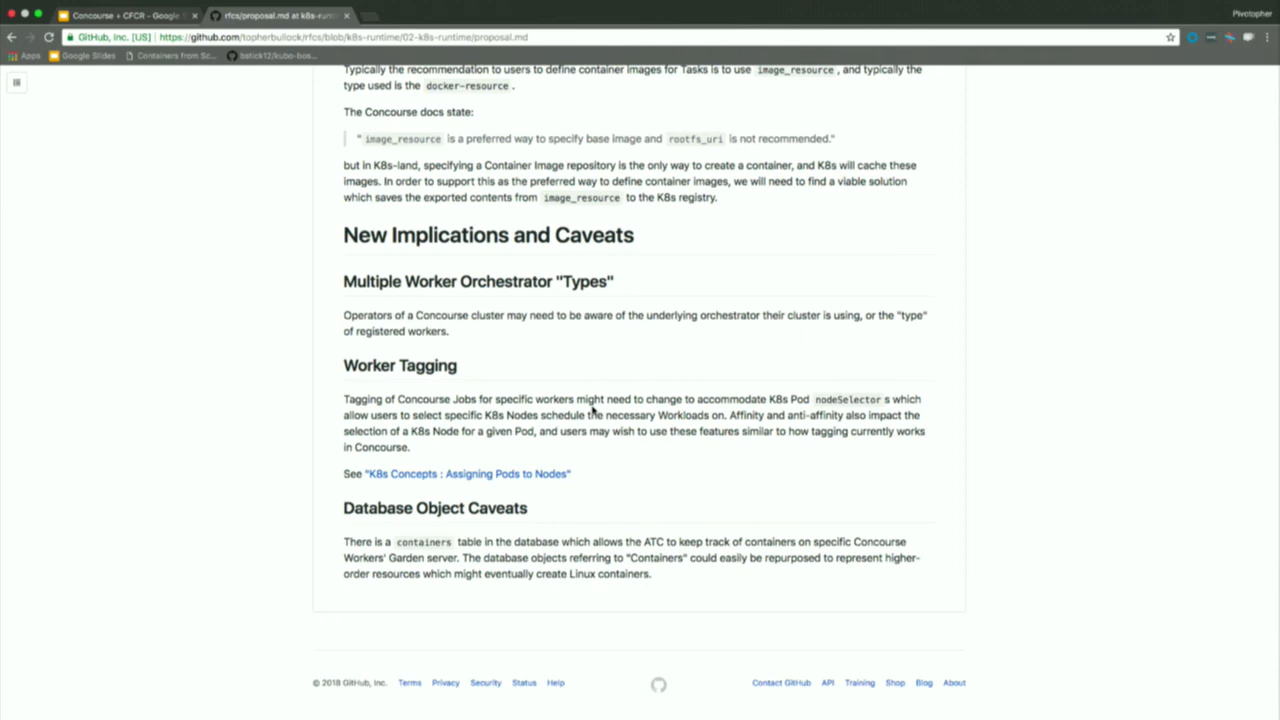 Concourse + CFCR - Google S
rfcs/proposal.md at k8s-runti
Pivotopher
GitHub, Inc. [US] | https://github.com/topherbullock/rfcs/blob/k8s-runtime/02-k8s-runtime/proposal.md
Apps Google Slides Containers from Sc... bstick12/kubo-bos...
Typically the recommendation to users to define container images for Tasks is to use image_resource , and typically the
type used is the docker-resource .
The Concourse docs state:
" image_resource is a preferred way to specify base image and rootfs_uri is not recommended."
but in K8s-land, specifying a Container Image repository is the only way to create a container, and K8s will cache these
images. In order to support this as the preferred way to define container images, we will need to find a viable solution
which saves the exported contents from image_resource to the K8s registry.
New Implications and Caveats
Multiple Worker Orchestrator "Types"
Operators of a Concourse cluster may need to be aware of the underlying orchestrator their cluster is using, or the "type"
of registered workers.
Worker Tagging
Tagging of Concourse Jobs for specific workers might need to change to accommodate K8s Pod nodeSelector s which
allow users to select specific K8s Nodes schedule the necessary Workloads on. Affinity and anti-affinity also impact the
selection of a K8s Node for a given Pod, and users may wish to use these features similar to how tagging currently works
in Concourse.
See "K8s Concepts : Assigning Pods to Nodes"
Database Object Caveats
There is a containers table in the database which allows the ATC to keep track of containers on specific Concourse
Workers' Garden server. The database objects referring to "Containers" could easily be repurposed to represent higher-
order resources which might eventually create Linux containers.
© 2018 GitHub, Inc. Terms Privacy Security Status Help Contact GitHub API Training Shop Blog About